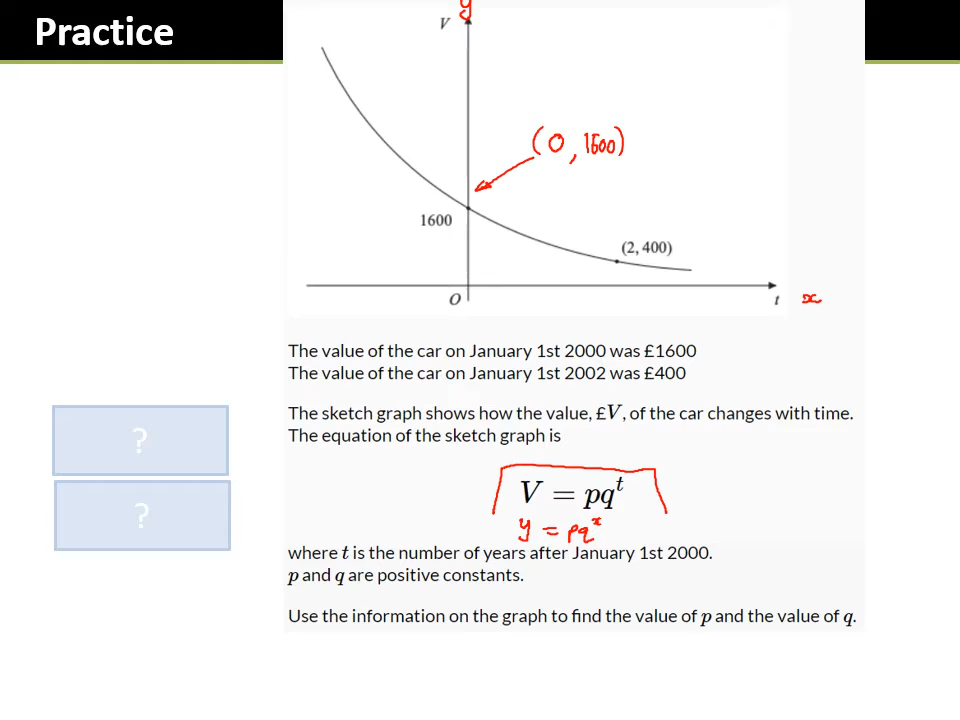 Practice
y
V
(0, 1600)
1600
(2, 400)
O
t
x
The value of the car on January 1st 2000 was £1600
The value of the car on January 1st 2002 was £400
The sketch graph shows how the value, £V, of the car changes with time.
The equation of the sketch graph is
V = pq^t
y = pq^x
where t is the number of years after January 1st 2000.
p and q are positive constants.
Use the information on the graph to find the value of p and the value of q.
?
?